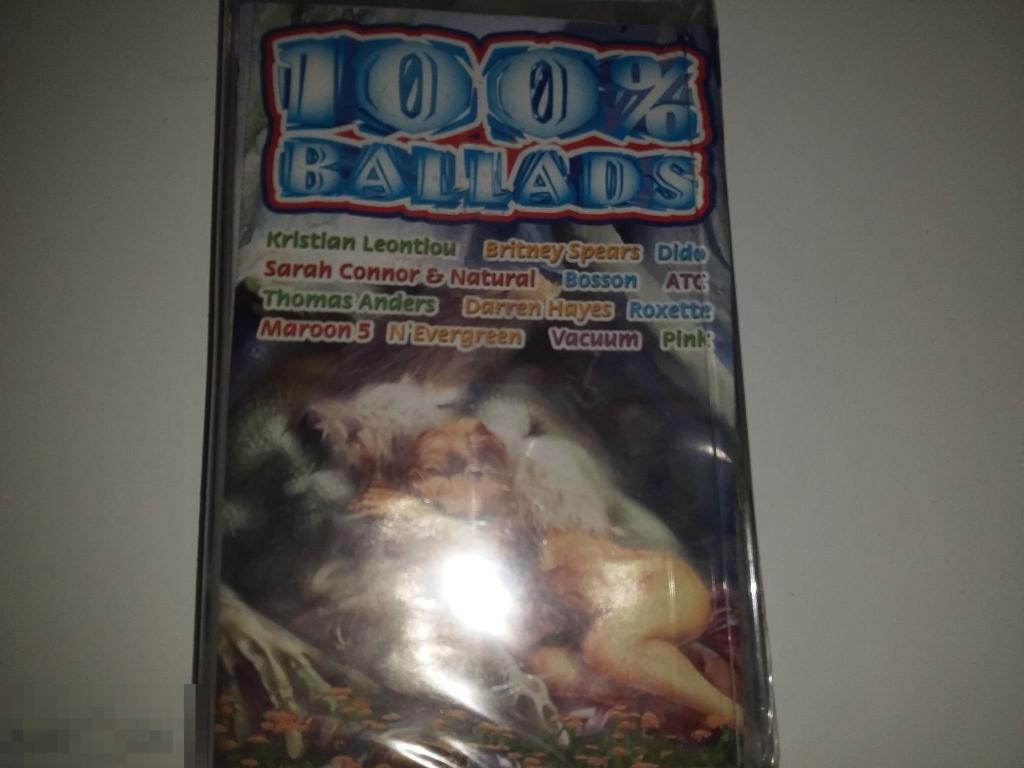 100%
BALLADS
Kristian Leontiou Britney Spears Dido
Sarah Connor & Natural Bosson ATC
Thomas Anders Darren Hayes Roxette
Maroon 5 N'Evergreen Vacuum Pink